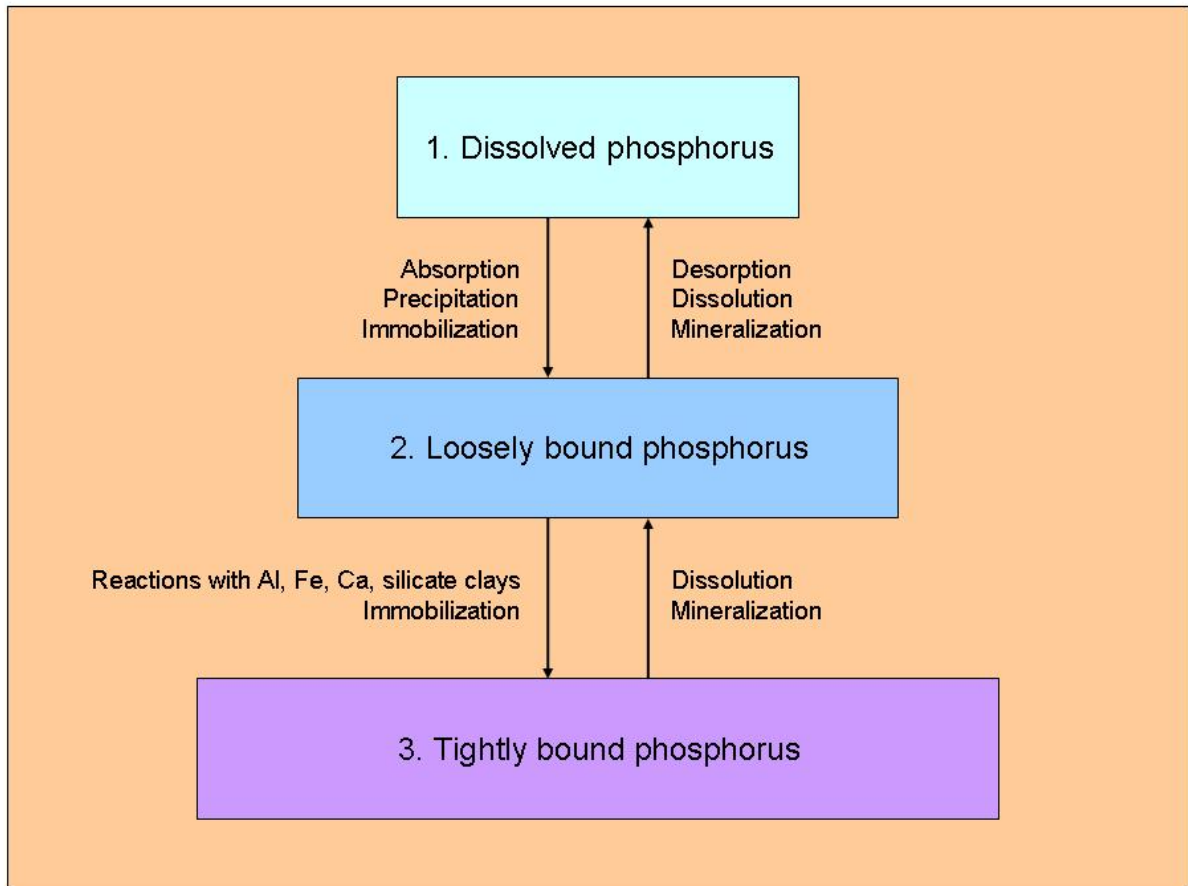 1. Dissolved phosphorus
Absorption
Precipitation
Immobilization
Desorption
Dissolution
Mineralization
2. Loosely bound phosphorus
Reactions with Al, Fe, Ca, silicate clays
Immobilization
Dissolution
Mineralization
3. Tightly bound phosphorus